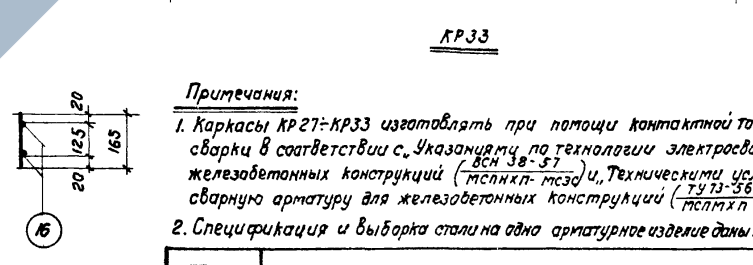 КР33
Примечания:
1. Каркасы КР27÷КР33 изготовлять при помощи контактной то
сварки в соответствии с „Указаниями по технологии электросва
железобетонных конструкций (ВСН 38-57 / МСПНХП-МСЭС) и „Техническими усл
сварную арматуру для железобетонных конструкций (ТУ 73-56 / МСПМХП
2. Спецификация и выборка стали на одно арматурное изделие даны
20
125
20
165
16